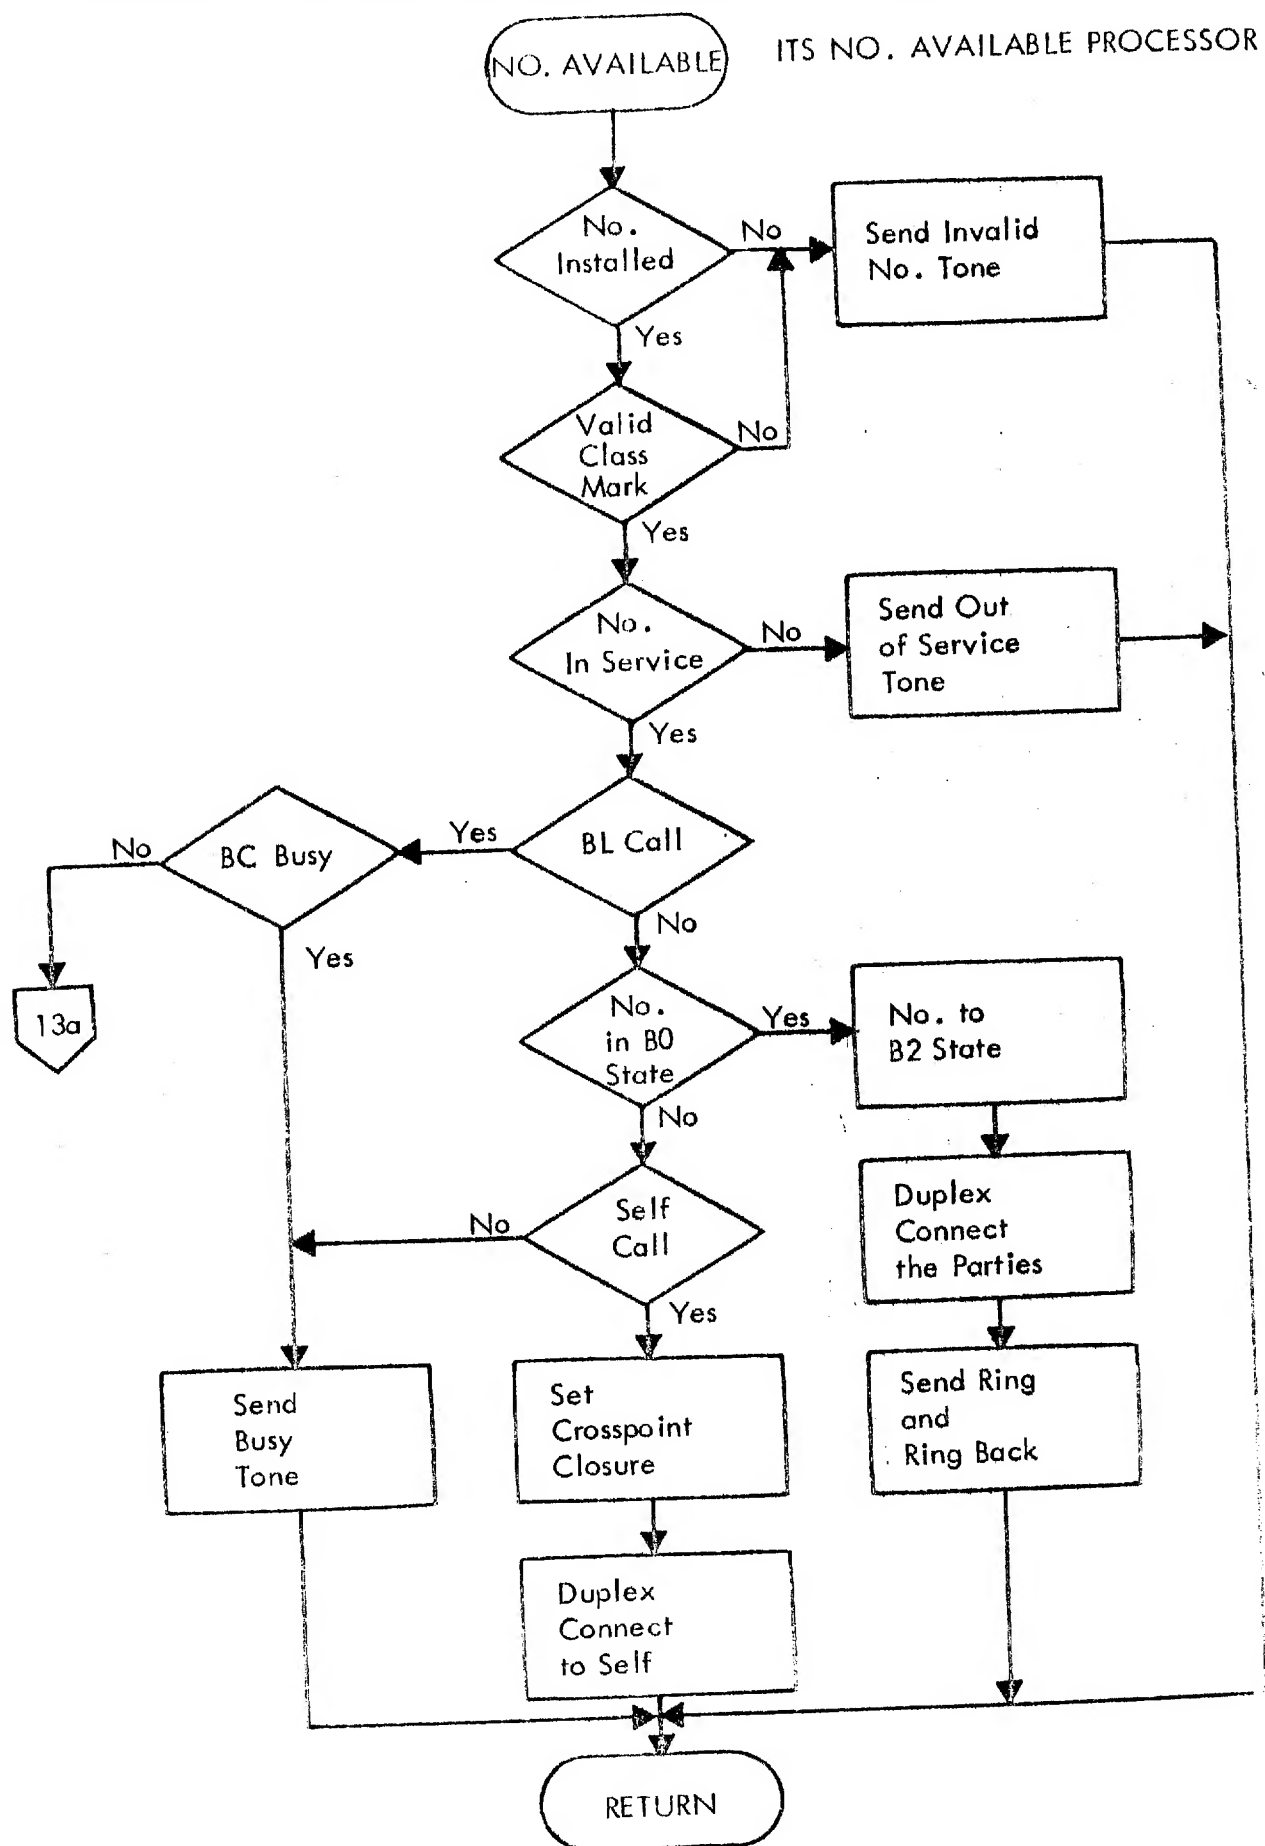 NO. AVAILABLE
ITS NO. AVAILABLE PROCESSOR
No.
Installed
No
Send Invalid
No. Tone
Yes
Valid
Class
Mark
No
Yes
No.
In Service
No
Send Out
of Service
Tone
Yes
BL Call
Yes
BC Busy
No
13a
Yes
No
No.
in B0
State
Yes
No. to
B2 State
No
Duplex
Connect
the Parties
Self
Call
No
Yes
Send
Busy
Tone
Set
Crosspoint
Closure
Send Ring
and
Ring Back
Duplex
Connect
to Self
RETURN